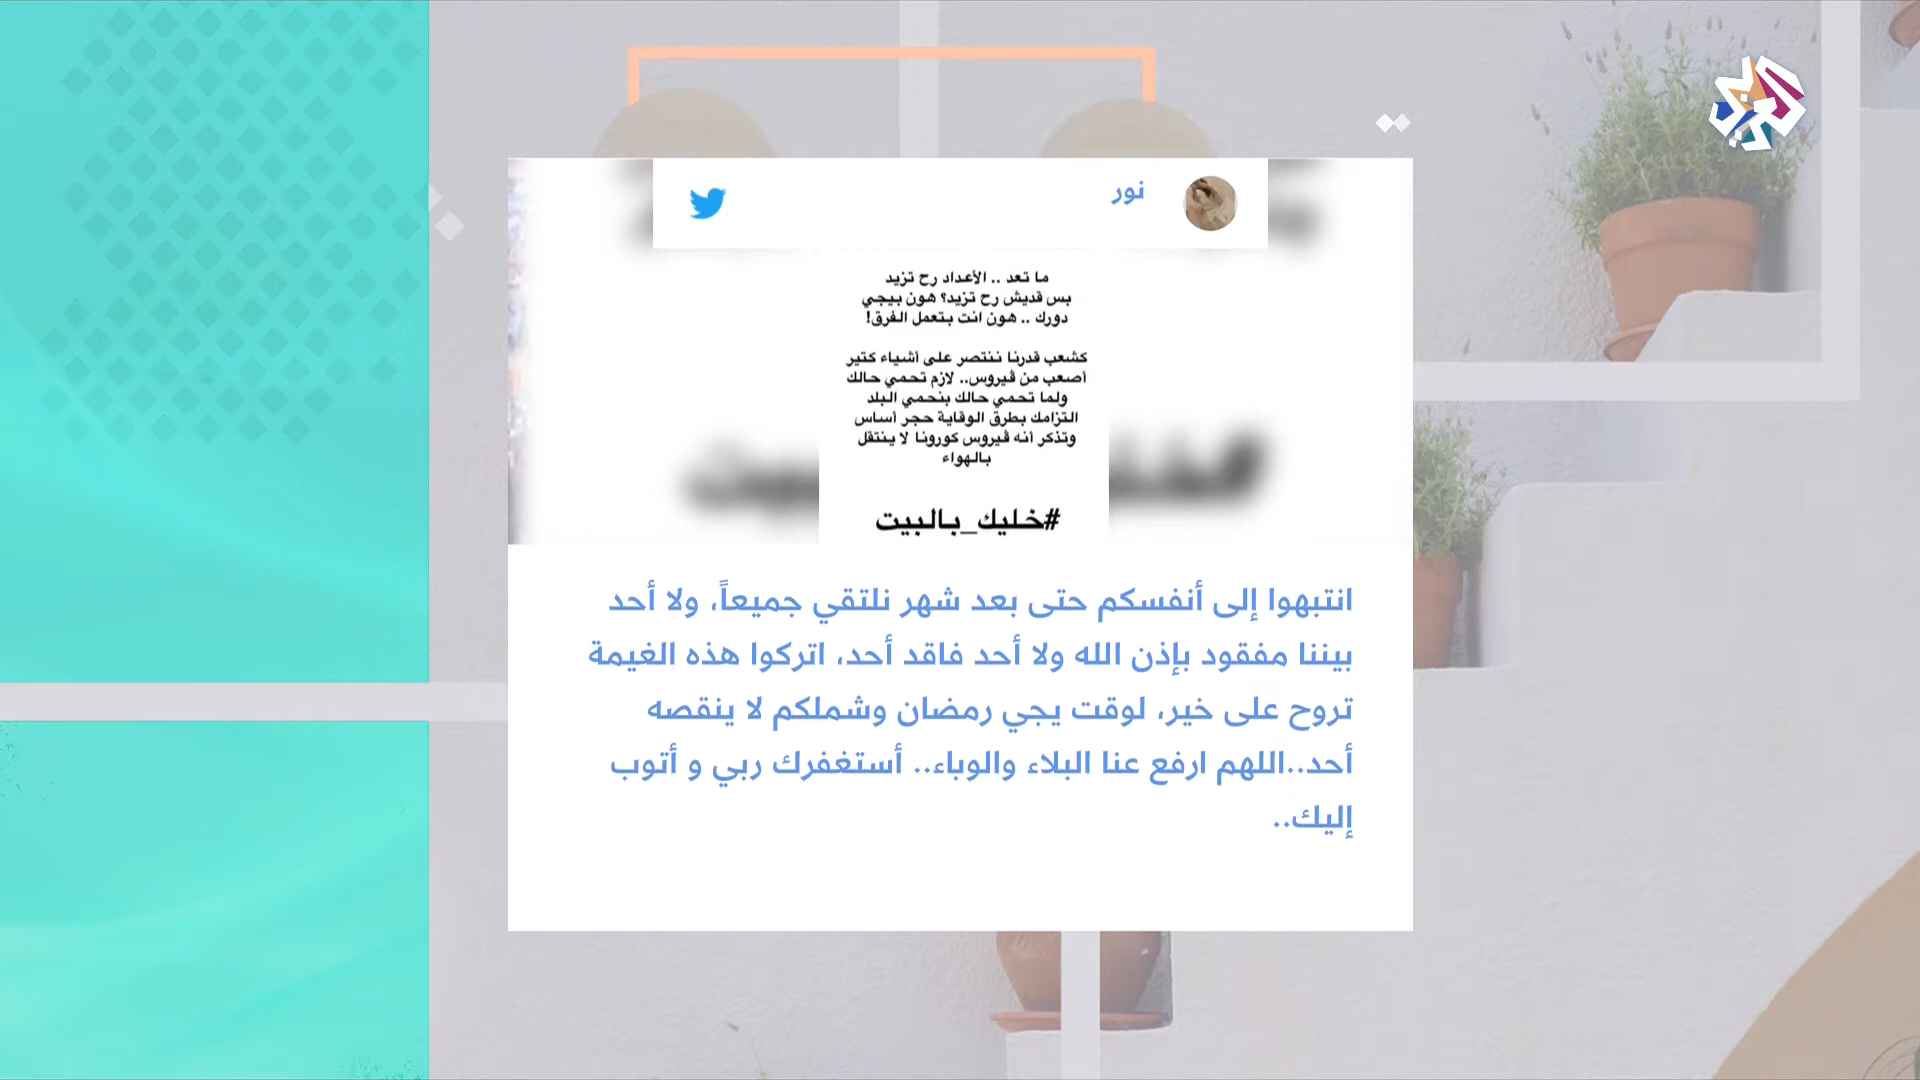 نور
ما تعد .. الأعداد رح تزيد
بس قديش رح تزيد؟ هون بيجي
دورك .. هون انت بتعمل الفرق!
كشعب قدرنا ننتصر على أشياء كتير
أصعب من ڤيروس.. لازم تحمي حالك
ولما تحمي حالك بنحمي البلد
التزامك بطرق الوقاية حجر أساس
وتذكر أنه ڤيروس كورونا لا ينتقل
بالهواء
#خليك_بالبيت
انتبهوا إلى أنفسكم حتى بعد شهر نلتقي جميعاً، ولا أحد
بيننا مفقود بإذن الله ولا أحد فاقد أحد، اتركوا هذه الغيمة
تروح على خير، لوقت يجي رمضان وشملكم لا ينقصه
أحد..اللهم ارفع عنا البلاء والوباء.. أستغفرك ربي و أتوب
إليك..